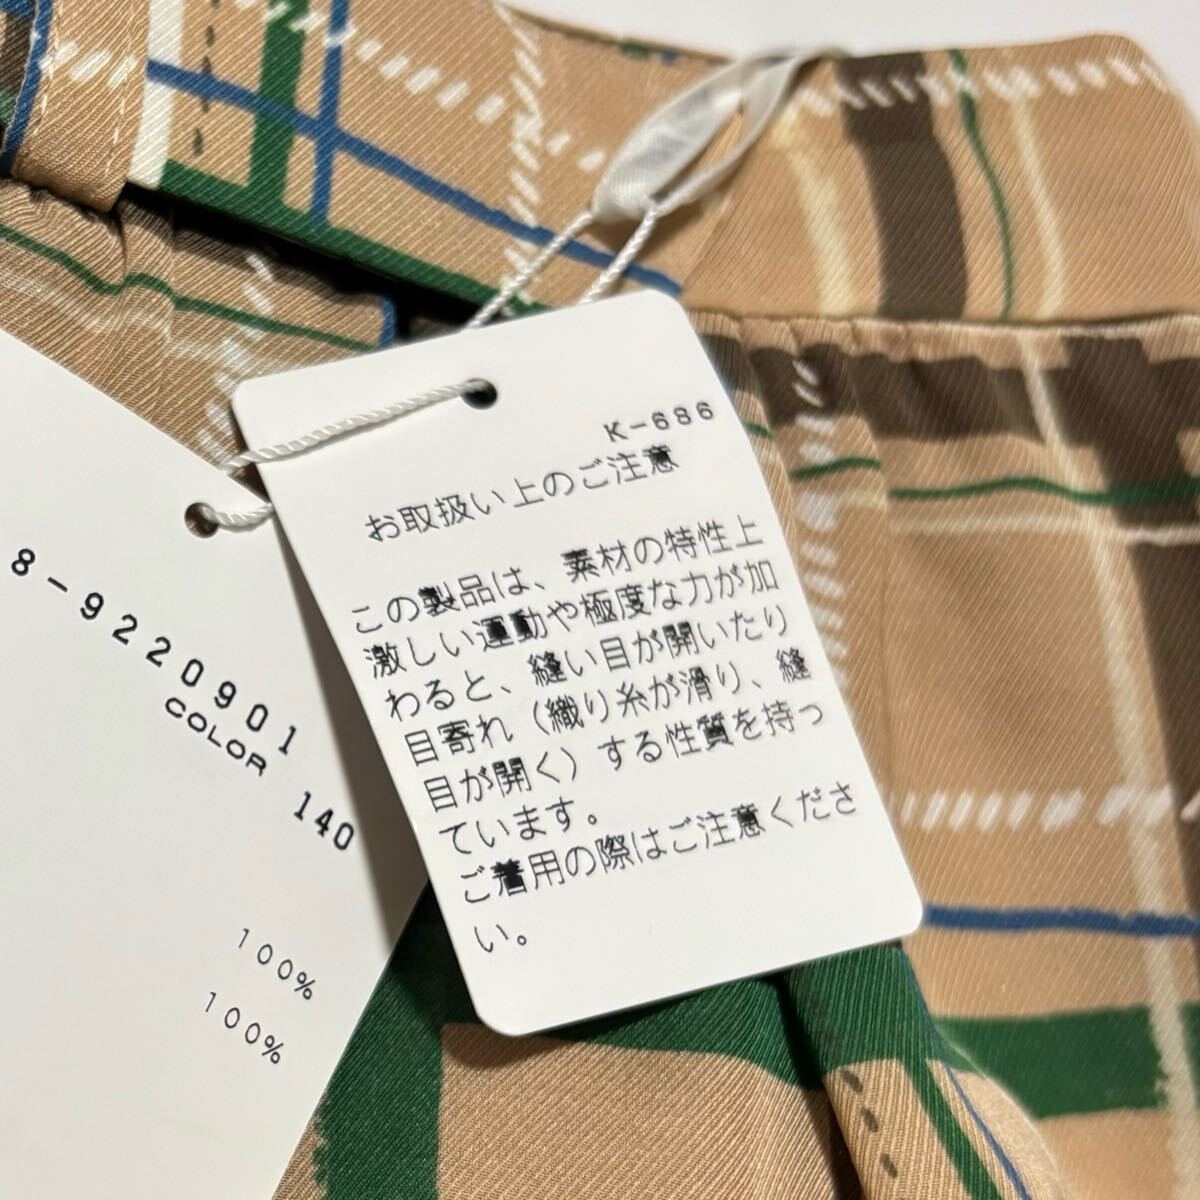 K-686
お取扱い上のご注意
この製品は、素材の特性上
激しい運動や極度な力が加
わると、縫い目が開いたり
目寄れ（織り糸が滑り、縫
目が開く）する性質を持っ
ています。
ご着用の際はご注意くださ
い。
8-9220901
COLOR 140
100%
100%